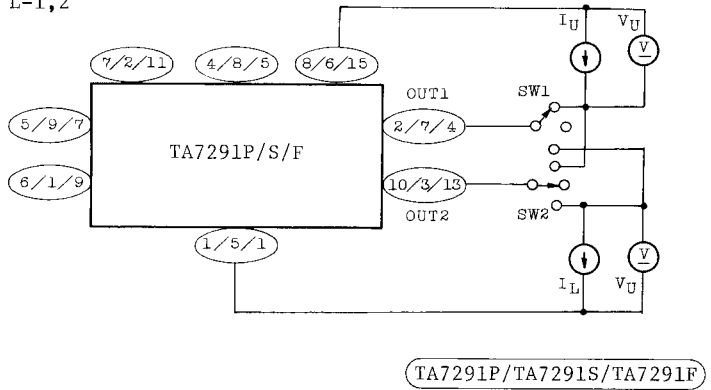 L-1,2
I_U V_U
7/2/11 4/8/5 8/6/15
V
OUT1 SW1
5/9/7 2/7/4
TA7291P/S/F
6/1/9 10/3/13
OUT2 SW2
1/5/1
V
I_L V_U
TA7291P/TA7291S/TA7291F